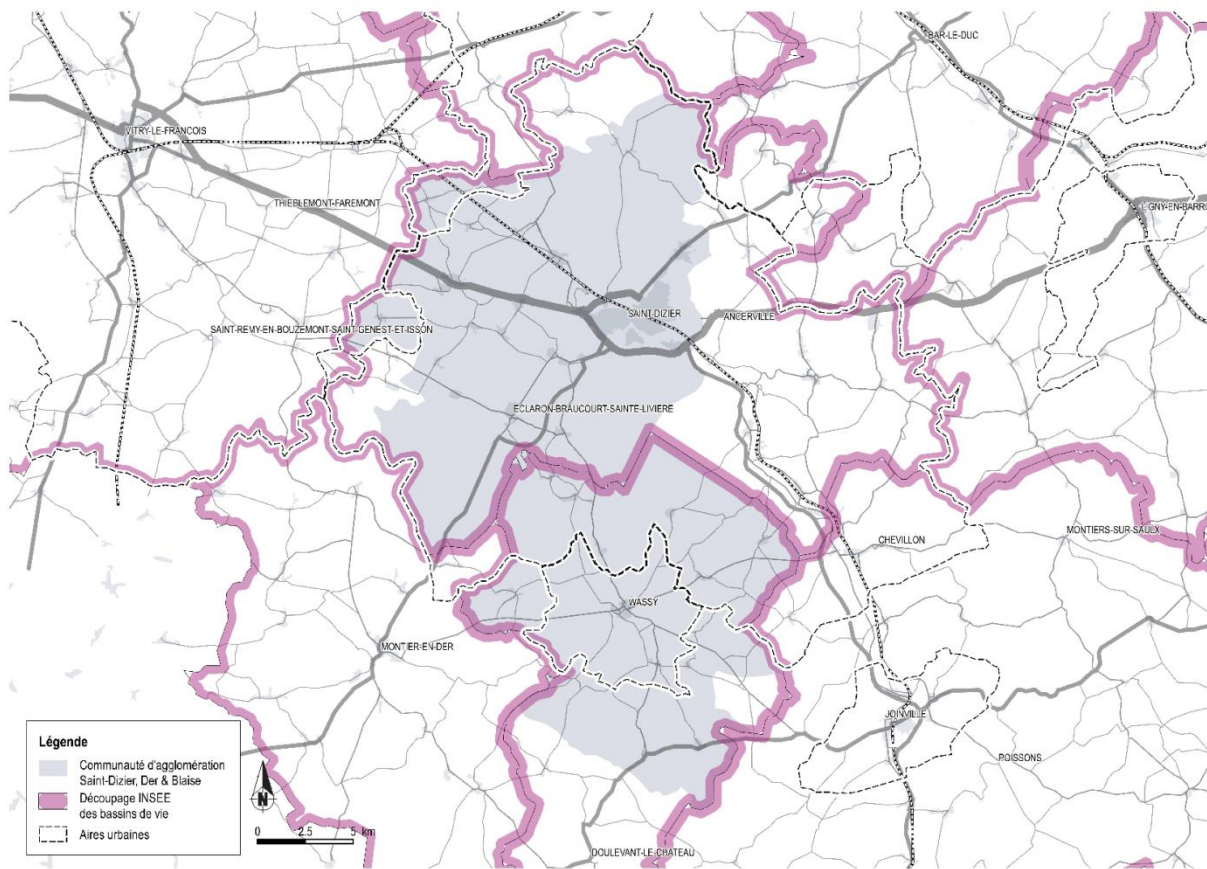 BAR-LE-DUC
VITRY-LE-FRANCOIS
THIEBLEMONT-FAREMONT
LIGNY-EN-BARRO
SAINT-DIZIER
ANCERVILLE
SAINT-REMY-EN-BOUZEMONT-SAINT-GENEST-ET-ISSON
ECLARON-BRAUCOURT-SAINTE-LIVIERE
MONTIERS-SUR-SAULX
CHEVILLON
WASSY
MONTIER-EN-DER
JOINVILLE
POISSONS
DOULEVANT-LE-CHATEAU
Légende
Communauté d'agglomération
Saint-Dizier, Der & Blaise
Découpage INSEE
des bassins de vie
Aires urbaines
N
0 2.5 5 km